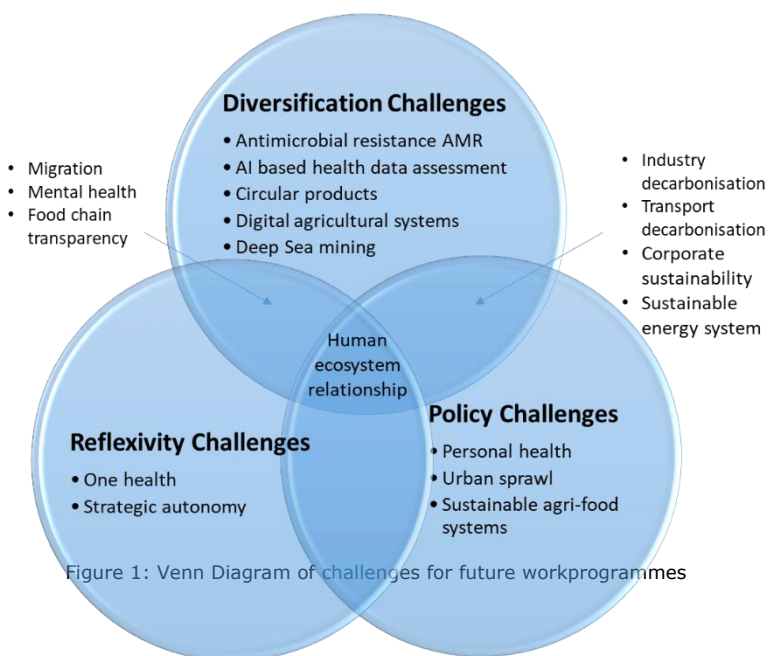 Diversification Challenges
• Antimicrobial resistance AMR
• AI based health data assessment
• Circular products
• Digital agricultural systems
• Deep Sea mining
• Migration
• Mental health
• Food chain
transparency
• Industry
decarbonisation
• Transport
decarbonisation
• Corporate
sustainability
• Sustainable
energy system
Human
ecosystem
relationship
Reflexivity Challenges
• One health
• Strategic autonomy
Policy Challenges
• Personal health
• Urban sprawl
• Sustainable agri-food
systems
Figure 1: Venn Diagram of challenges for future workprogrammes